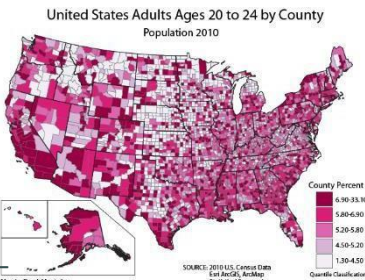 United States Adults Ages 20 to 24 by County
Population 2010
County Percent
6.90-33.10
5.80-6.90
5.20-5.80
4.50-5.20
1.30-4.50
Quantile Classification
SOURCE: 2010 U.S. Census Data
Esri ArcGIS, ArcMap